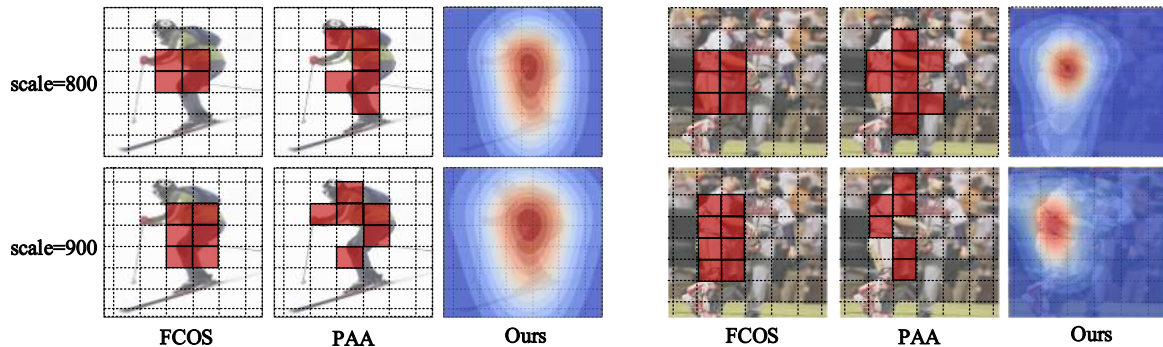 scale=800
scale=900
FCOS PAA Ours FCOS PAA Ours